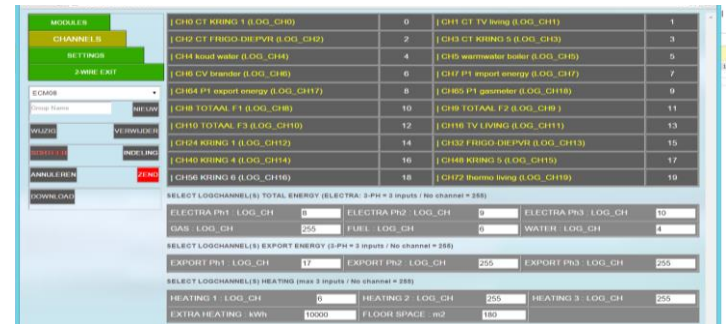 MODULES
CHANNELS
SETTINGS
2-WIRE EXIT
ECM08
Group Name NIEUW
WIJZIG VERWIJDER
INDELING
ANNULEREN ZEND
DOWNLOAD
| CH0 CT KRING 1 (LOG_CH0) 0 | CH1 CT TV living (LOG_CH1) 1
| CH2 CT FRIGO-DIEPVR (LOG_CH2) 2 | CH3 CT KRING 5 (LOG_CH3) 3
| CH4 koud water (LOG_CH4) 4 | CH5 warmwater boiler (LOG_CH5) 5
| CH6 CV brander (LOG_CH6) 6 | CH7 P1 import energy (LOG_CH7) 7
| CH64 P1 export energy (LOG_CH17) 8 | CH65 P1 gasmeter (LOG_CH18) 9
| CH8 TOTAAL F1 (LOG_CH8) 10 | CH9 TOTAAL F2 (LOG_CH9 ) 11
| CH10 TOTAAL F3 (LOG_CH10) 12 | CH16 TV LIVING (LOG_CH11) 13
| CH24 KRING 1 (LOG_CH12) 14 | CH32 FRIGO-DIEPVR (LOG_CH13) 15
| CH40 KRING 4 (LOG_CH14) 16 | CH48 KRING 5 (LOG_CH15) 17
| CH56 KRING 6 (LOG_CH16) 18 | CH72 thermo living (LOG_CH19) 19
SELECT LOGCHANNEL(S) TOTAL ENERGY (ELECTRA: 3-PH = 3 inputs / No channel = 255)
ELECTRA Ph1 : LOG_CH 8 ELECTRA Ph2 : LOG_CH 9 ELECTRA Ph3 : LOG_CH 10
GAS : LOG_CH 255 FUEL : LOG_CH 6 WATER : LOG_CH 4
SELECT LOGCHANNEL(S) EXPORT ENERGY (3-PH = 3 inputs / No channel = 255)
EXPORT Ph1 : LOG_CH 17 EXPORT Ph2 : LOG_CH 255 EXPORT Ph3 : LOG_CH 255
SELECT LOGCHANNEL(S) HEATING (max 3 inputs / No channel = 255)
HEATING 1 : LOG_CH 6 HEATING 2 : LOG_CH 255 HEATING 3 : LOG_CH 255
EXTRA HEATING : kWh 10000 FLOOR SPACE : m2 180